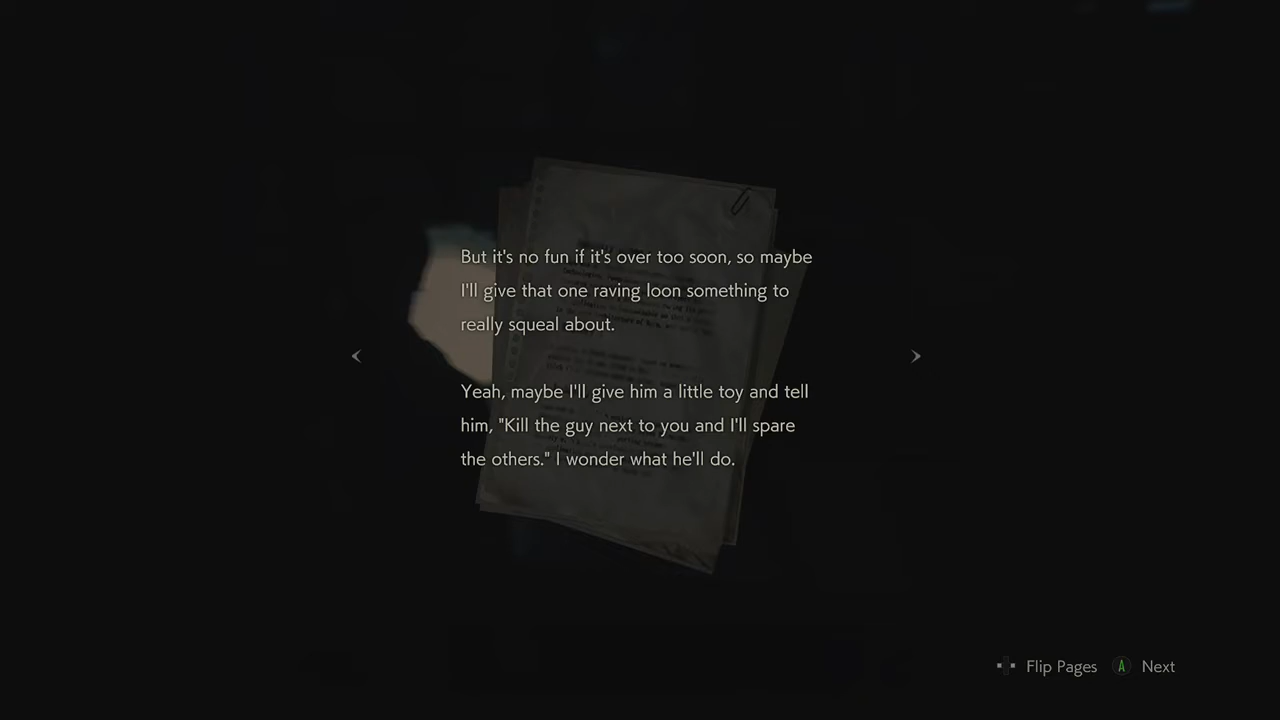 But it's no fun if it's over too soon, so maybe
I'll give that one raving loon something to
really squeal about.
Yeah, maybe I'll give him a little toy and tell
him, "Kill the guy next to you and I'll spare
the others." I wonder what he'll do.
Flip Pages A Next